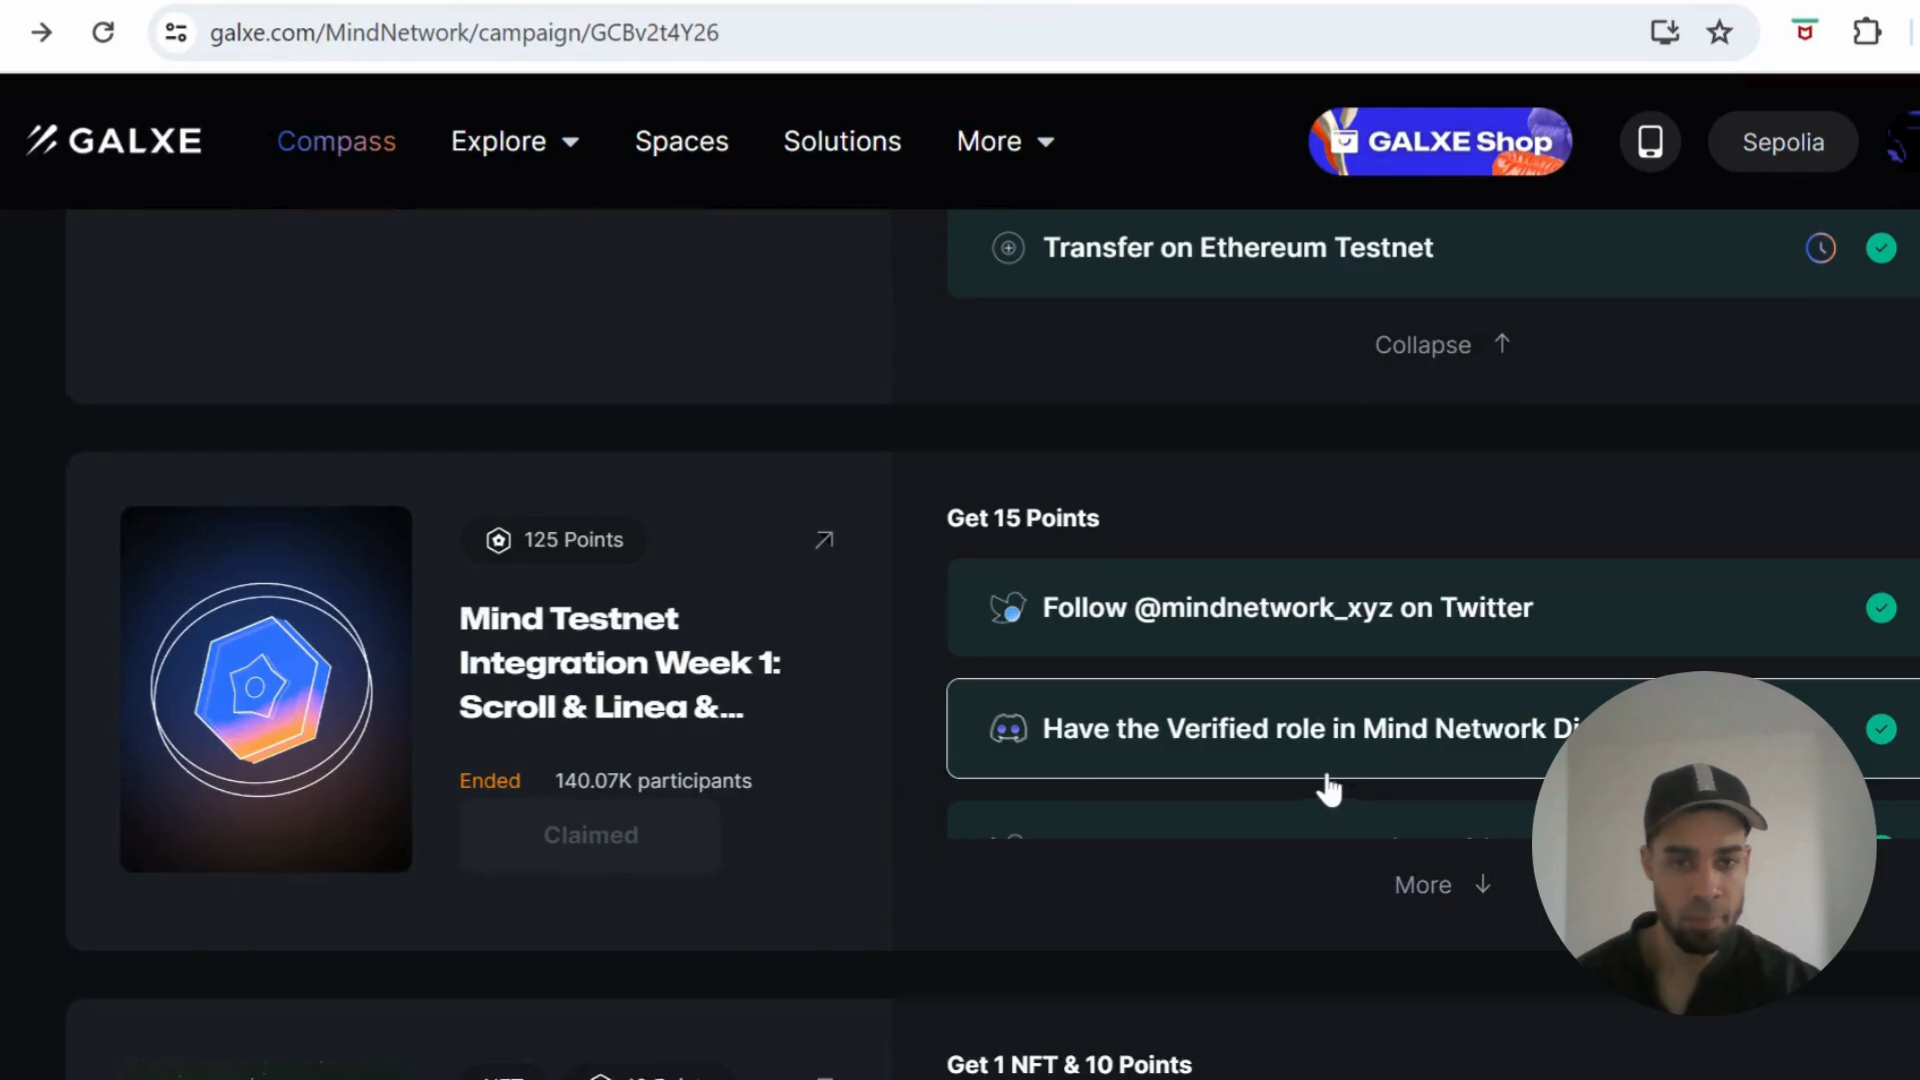 galxe.com/MindNetwork/campaign/GCBv2t4Y26
GALXE
Compass
Explore
Spaces
Solutions
More
GALXE Shop
Sepolia
Transfer on Ethereum Testnet
Collapse
125 Points
Mind Testnet
Integration Week 1:
Scroll & Linea &...
Ended
140.07K participants
Claimed
Get 15 Points
Follow @mindnetwork_xyz on Twitter
Have the Verified role in Mind Network Di
More
Get 1 NFT & 10 Points